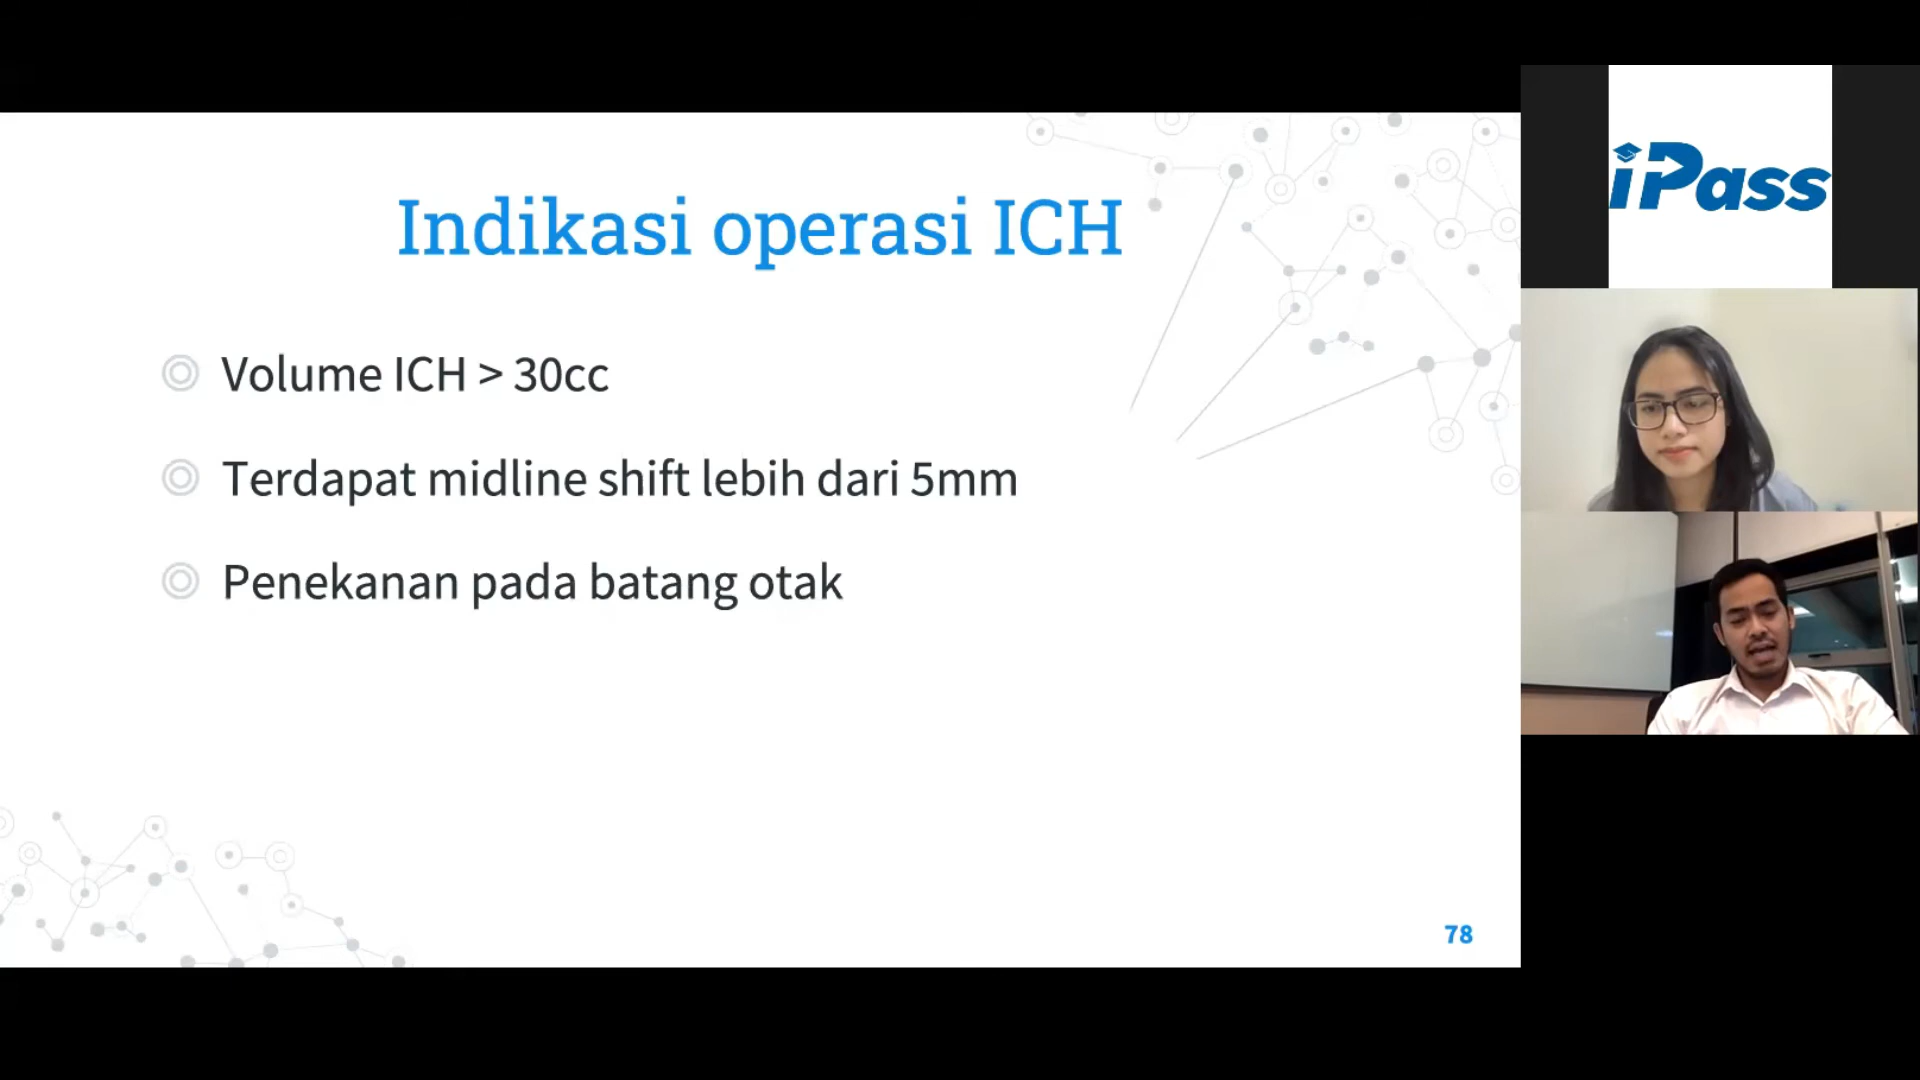 Indikasi operasi ICH
Volume ICH > 30cc
Terdapat midline shift lebih dari 5mm
Penekanan pada batang otak
78
iPass